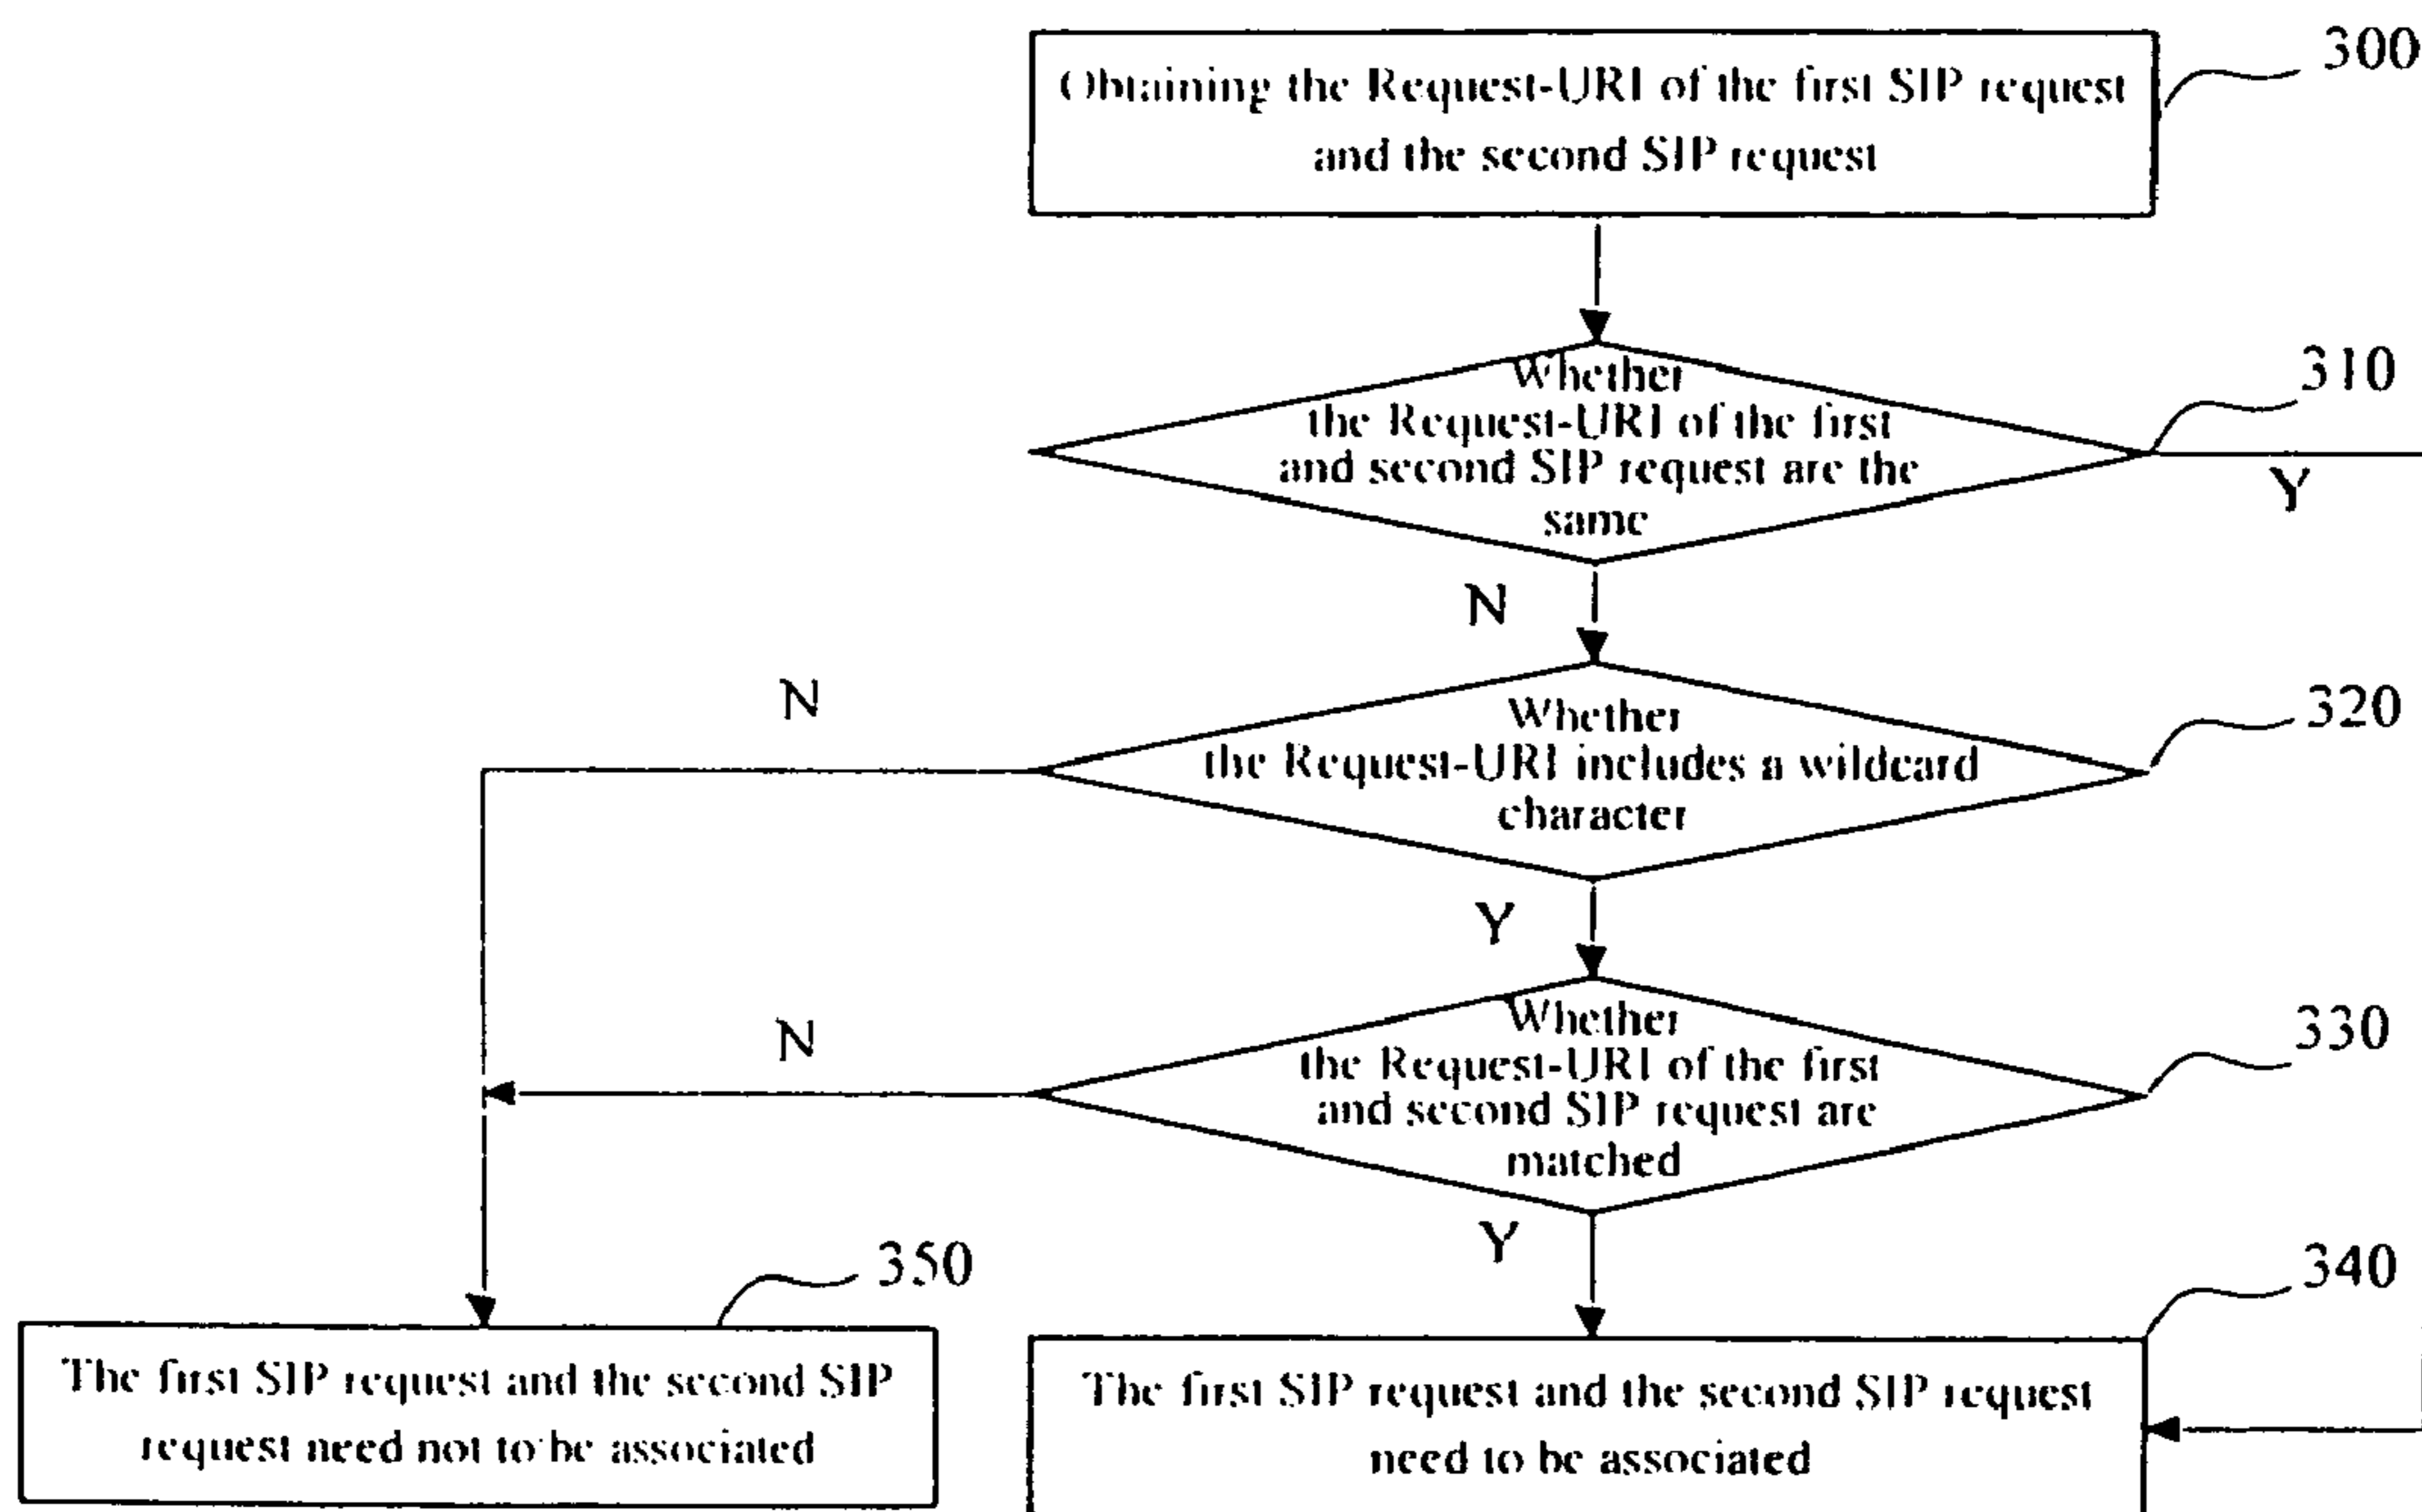 Obtaining the Request-URI of the first SIP request
and the second SIP request
300
Whether
the Request-URI of the first
and second SIP request are the
same
310
Y
N
Whether
the Request-URI includes a wildcard
character
320
N
Y
Whether
the Request-URI of the first
and second SIP request are
matched
330
N
Y
350
340
The first SIP request and the second SIP
request need not to be associated
The first SIP request and the second SIP request
need to be associated